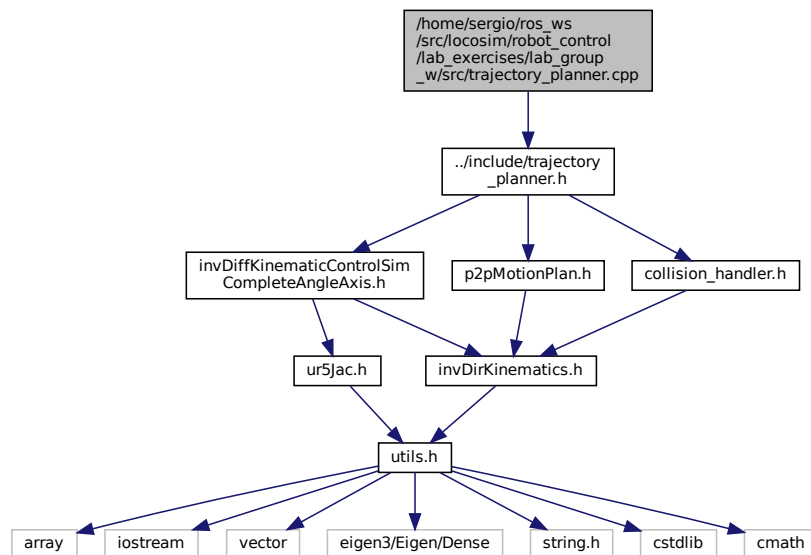 /home/sergio/ros_ws
/src/locosim/robot_control
/lab_exercises/lab_group
_w/src/trajectory_planner.cpp
../include/trajectory
_planner.h
invDiffKinematicControlSim
CompleteAngleAxis.h
p2pMotionPlan.h
collision_handler.h
ur5Jac.h
invDirKinematics.h
utils.h
array
iostream
vector
eigen3/Eigen/Dense
string.h
cstdlib
cmath